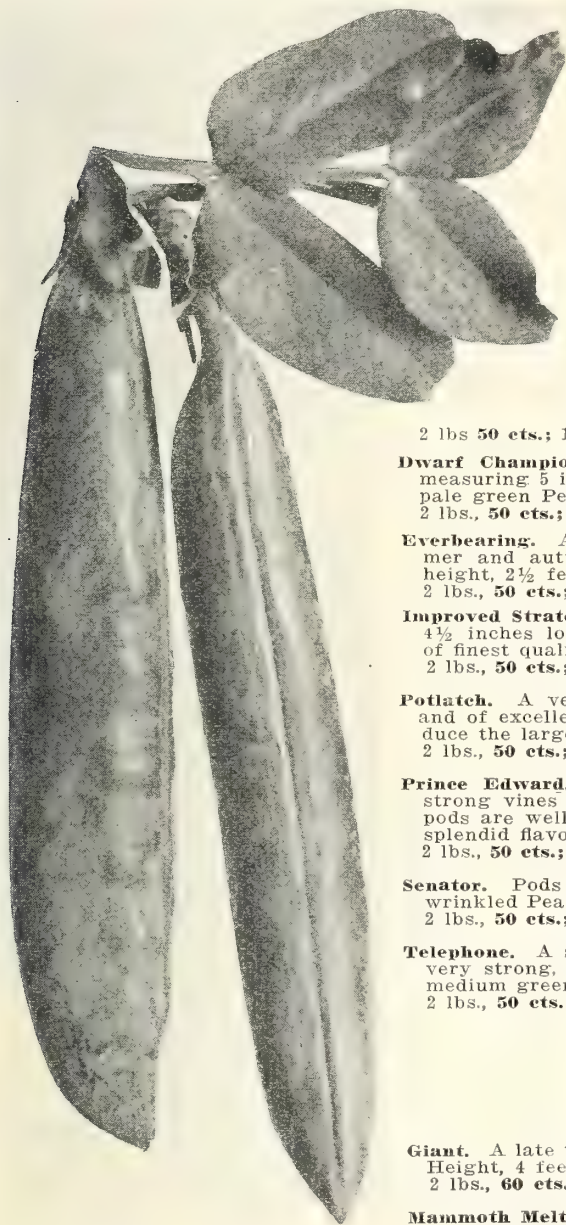 2 lbs 50 cts.; 1
Dwarf Champio
measuring 5 i
pale green Pe
2 lbs., 50 cts.;
Everbearing. A
mer and aut
height, 2½ fe
2 lbs., 50 cts.;
Improved Strate
4½ inches lo
of finest quali
2 lbs., 50 cts.;
Potlatch. A ve
and of excelle
duce the large
2 lbs., 50 cts.;
Prince Edward.
strong vines
pods are well
splendid flavo
2 lbs., 50 cts.;
Senator. Pods
wrinkled Pea
2 lbs., 50 cts.;
Telephone. A s
very strong,
medium green
2 lbs., 50 cts.
Giant. A late v
Height, 4 fee
2 lbs., 60 cts.
Mammoth Melt